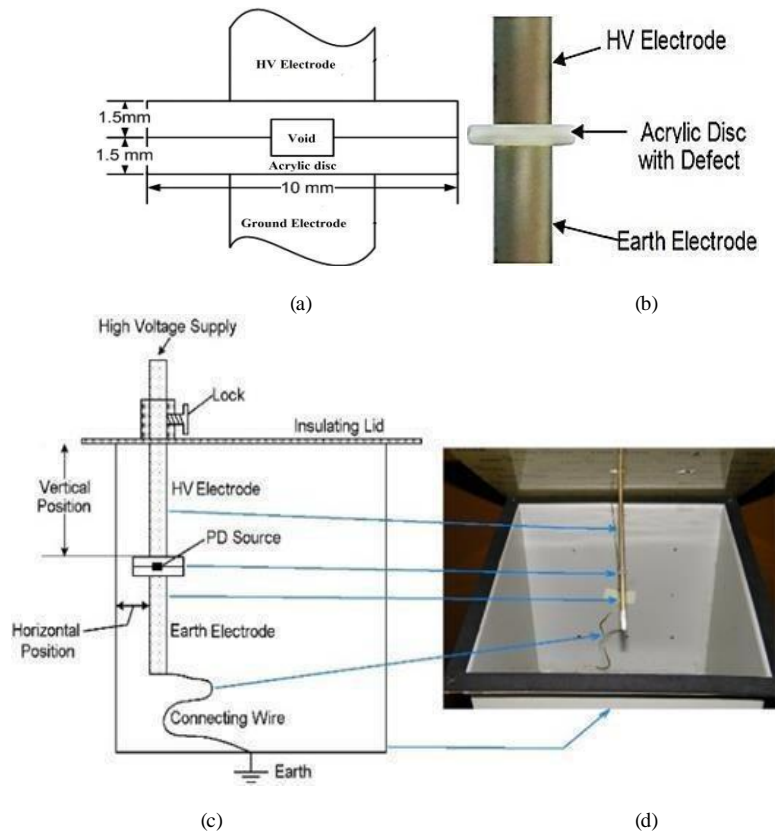 HV Electrode
1.5mm
1.5 mm
Void
Acrylic disc
10 mm
Ground Electrode
HV Electrode
Acrylic Disc
with Defect
Earth Electrode
(a)
(b)
High Voltage Supply
Lock
Insulating Lid
Vertical
Position
HV Electrode
PD Source
Horizontal
Position
Earth Electrode
Connecting Wire
Earth
(c)
(d)